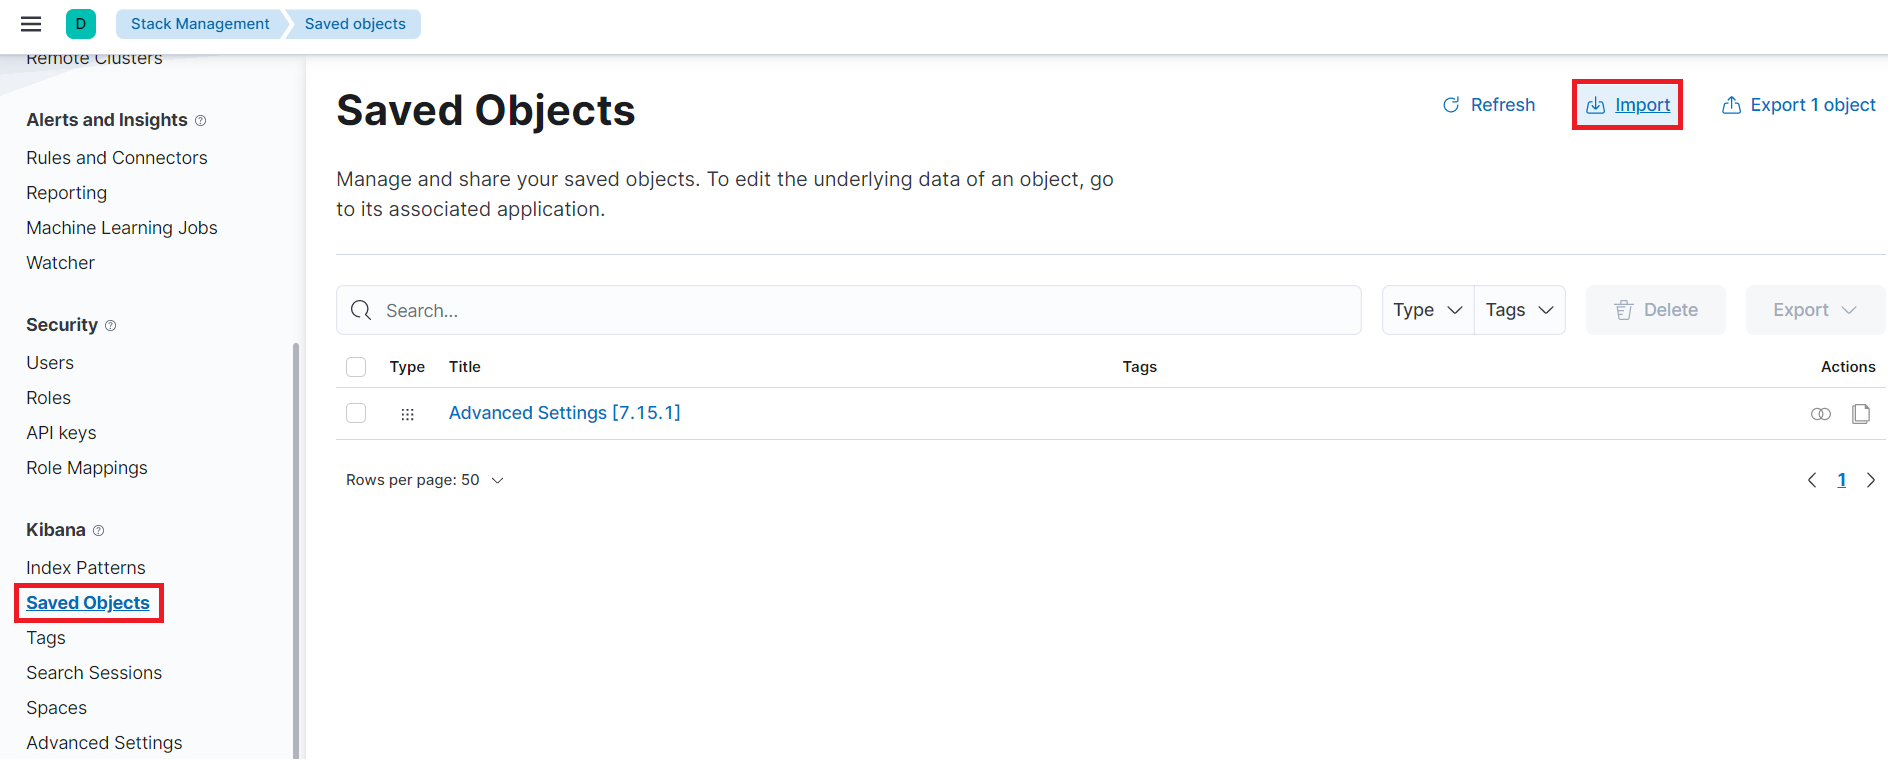 D Stack Management Saved objects
Remote Clusters
Alerts and Insights
Rules and Connectors
Reporting
Machine Learning Jobs
Watcher
Security
Users
Roles
API keys
Role Mappings
Kibana
Index Patterns
Saved Objects
Tags
Search Sessions
Spaces
Advanced Settings
Saved Objects
Refresh Import Export 1 object
Manage and share your saved objects. To edit the underlying data of an object, go
to its associated application.
Search... Type Tags Delete Export
Type Title Tags Actions
Advanced Settings [7.15.1]
Rows per page: 50 1